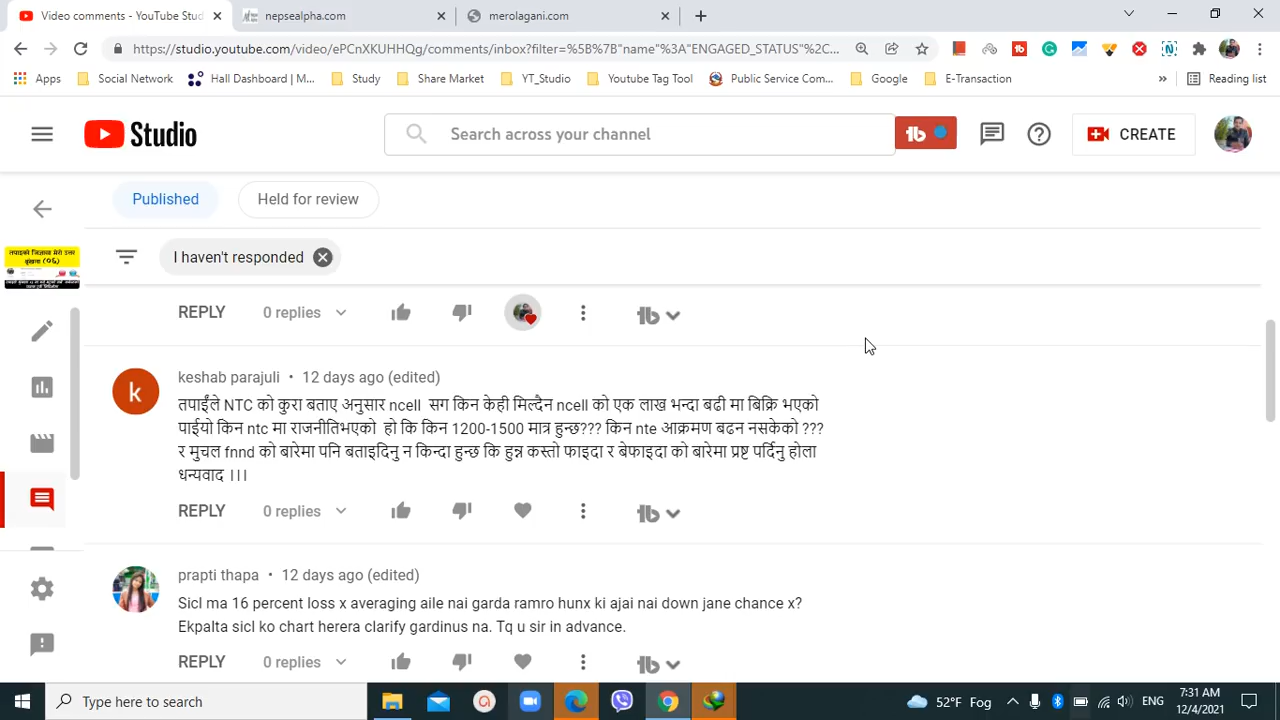 Video comments - YouTube Stud
nepsealpha.com
merolagani.com
https://studio.youtube.com/video/ePCnXKUHHQg/comments/inbox?filter=%5B%7B"name"%3A"ENGAGED_STATUS"%2C...
Apps Social Network Hall Dashboard | M... Study Share Market YT_Studio Youtube Tag Tool Public Service Com... Google E-Transaction » Reading list
Studio
Search across your channel
CREATE
Published Held for review
I haven't responded
तपाइको जिज्ञासा मेरो उत्तर
REPLY 0 replies
keshab parajuli • 12 days ago (edited)
तपाईंले NTC को कुरा बताए अनुसार ncell सग किन केही मिल्दैन ncell को एक लाख भन्दा बढी मा बिक्रि भएको
पाईयो किन ntc मा राजनीतिभएको हो कि किन 1200-1500 मात्र हुन्छ??? किन nte आक्रमण बढन नसकेको ???
र मुचल fnnd को बारेमा पनि बताइदिनु न किन्दा हुन्छ कि हुन्न कस्तो फाइदा र बेफाइदा को बारेमा प्रष्ट पर्दिनु होला
धन्यवाद ।।।
REPLY 0 replies
prapti thapa • 12 days ago (edited)
Sicl ma 16 percent loss x averaging aile nai garda ramro hunx ki ajai nai down jane chance x?
Ekpalta sicl ko chart herera clarify gardinus na. Tq u sir in advance.
REPLY 0 replies
Type here to search
52°F Fog
ENG
7:31 AM
12/4/2021